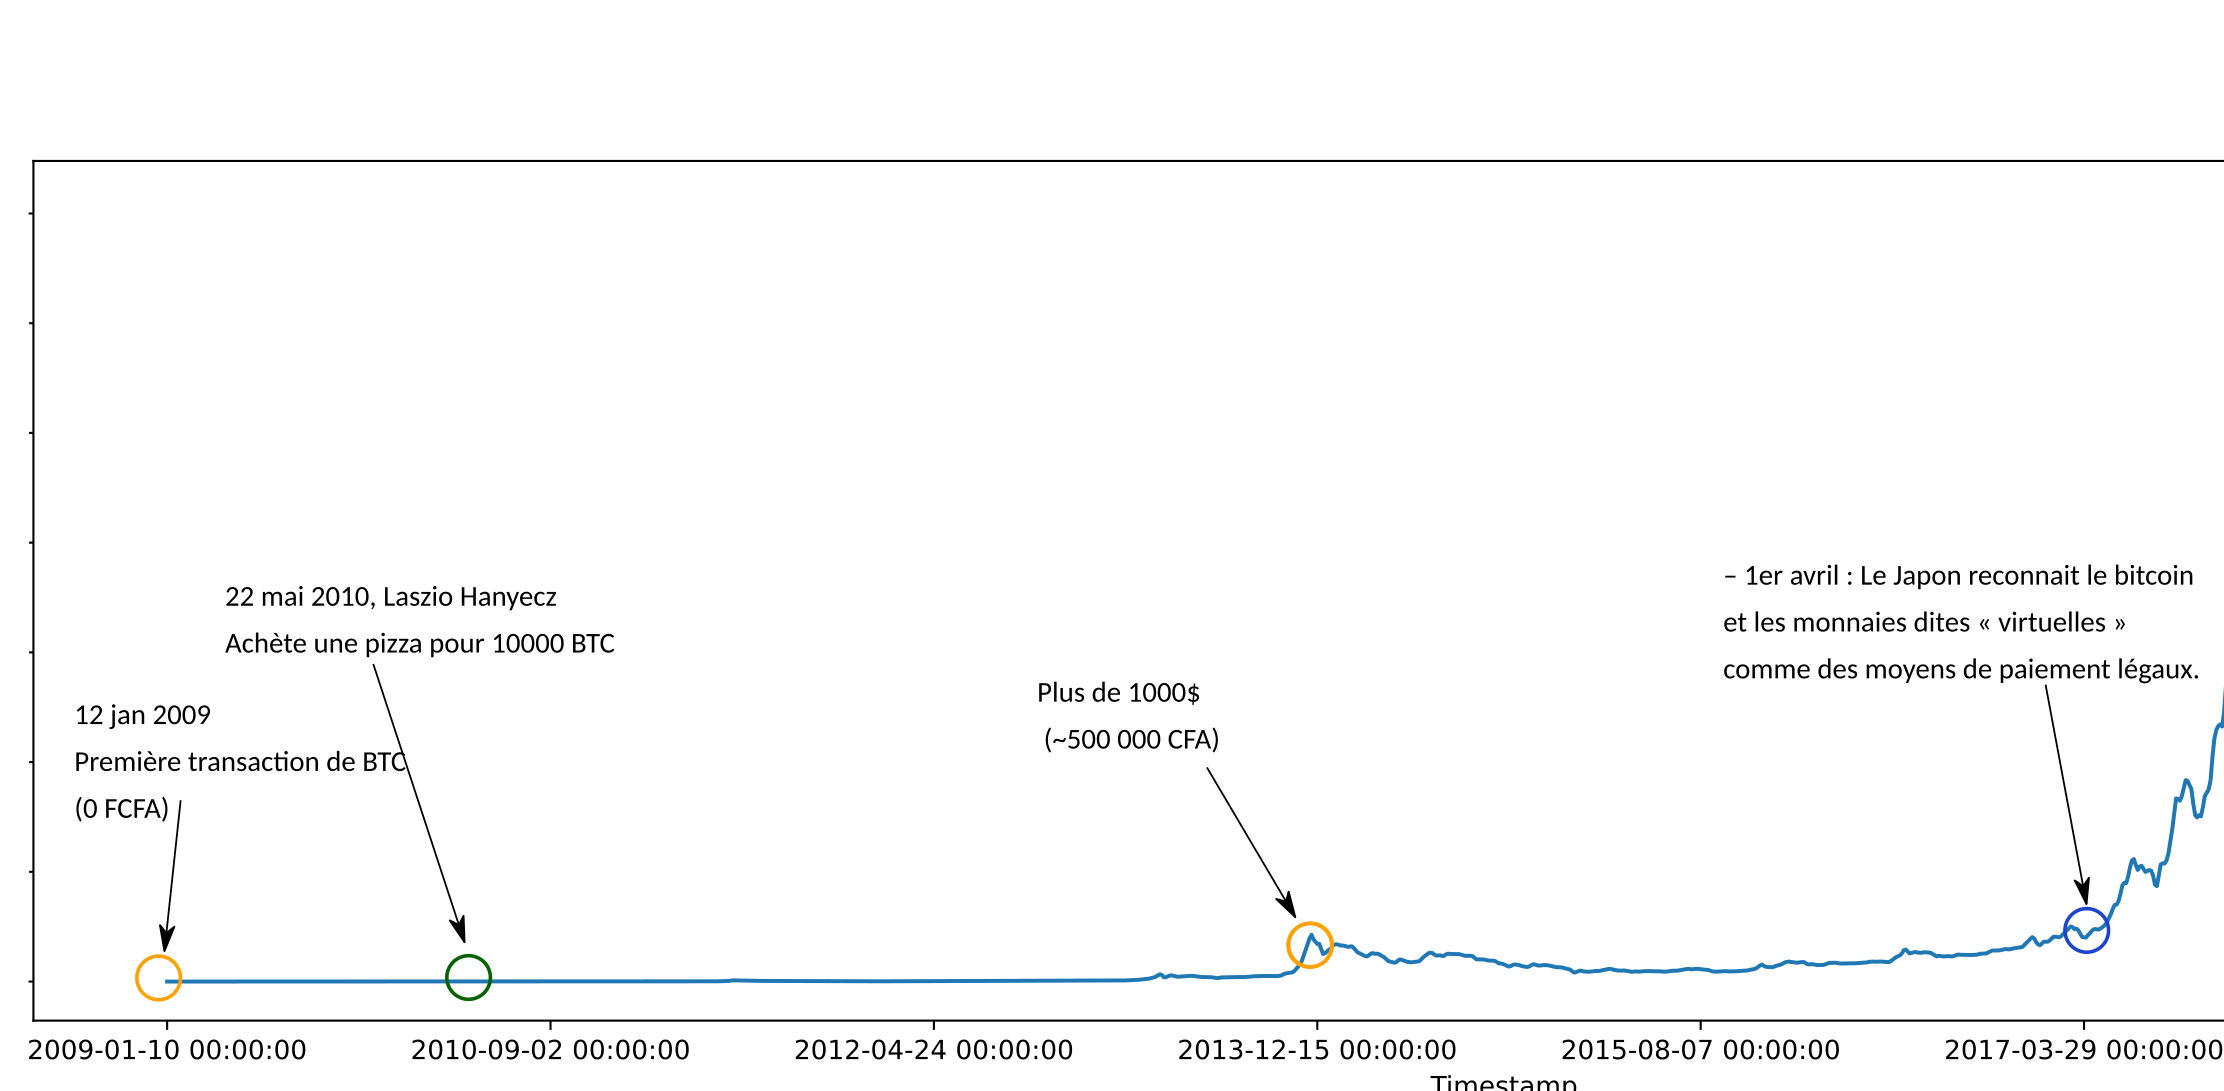 22 mai 2010, Laszio Hanyecz
Achète une pizza pour 10000 BTC
12 jan 2009
Première transaction de BTC
(0 FCFA)
Plus de 1000$
(~500 000 CFA)
– 1er avril : Le Japon reconnait le bitcoin
et les monnaies dites « virtuelles »
comme des moyens de paiement légaux.
2009-01-10 00:00:00 2010-09-02 00:00:00 2012-04-24 00:00:00 2013-12-15 00:00:00 2015-08-07 00:00:00 2017-03-29 00:00:00
Timestamp